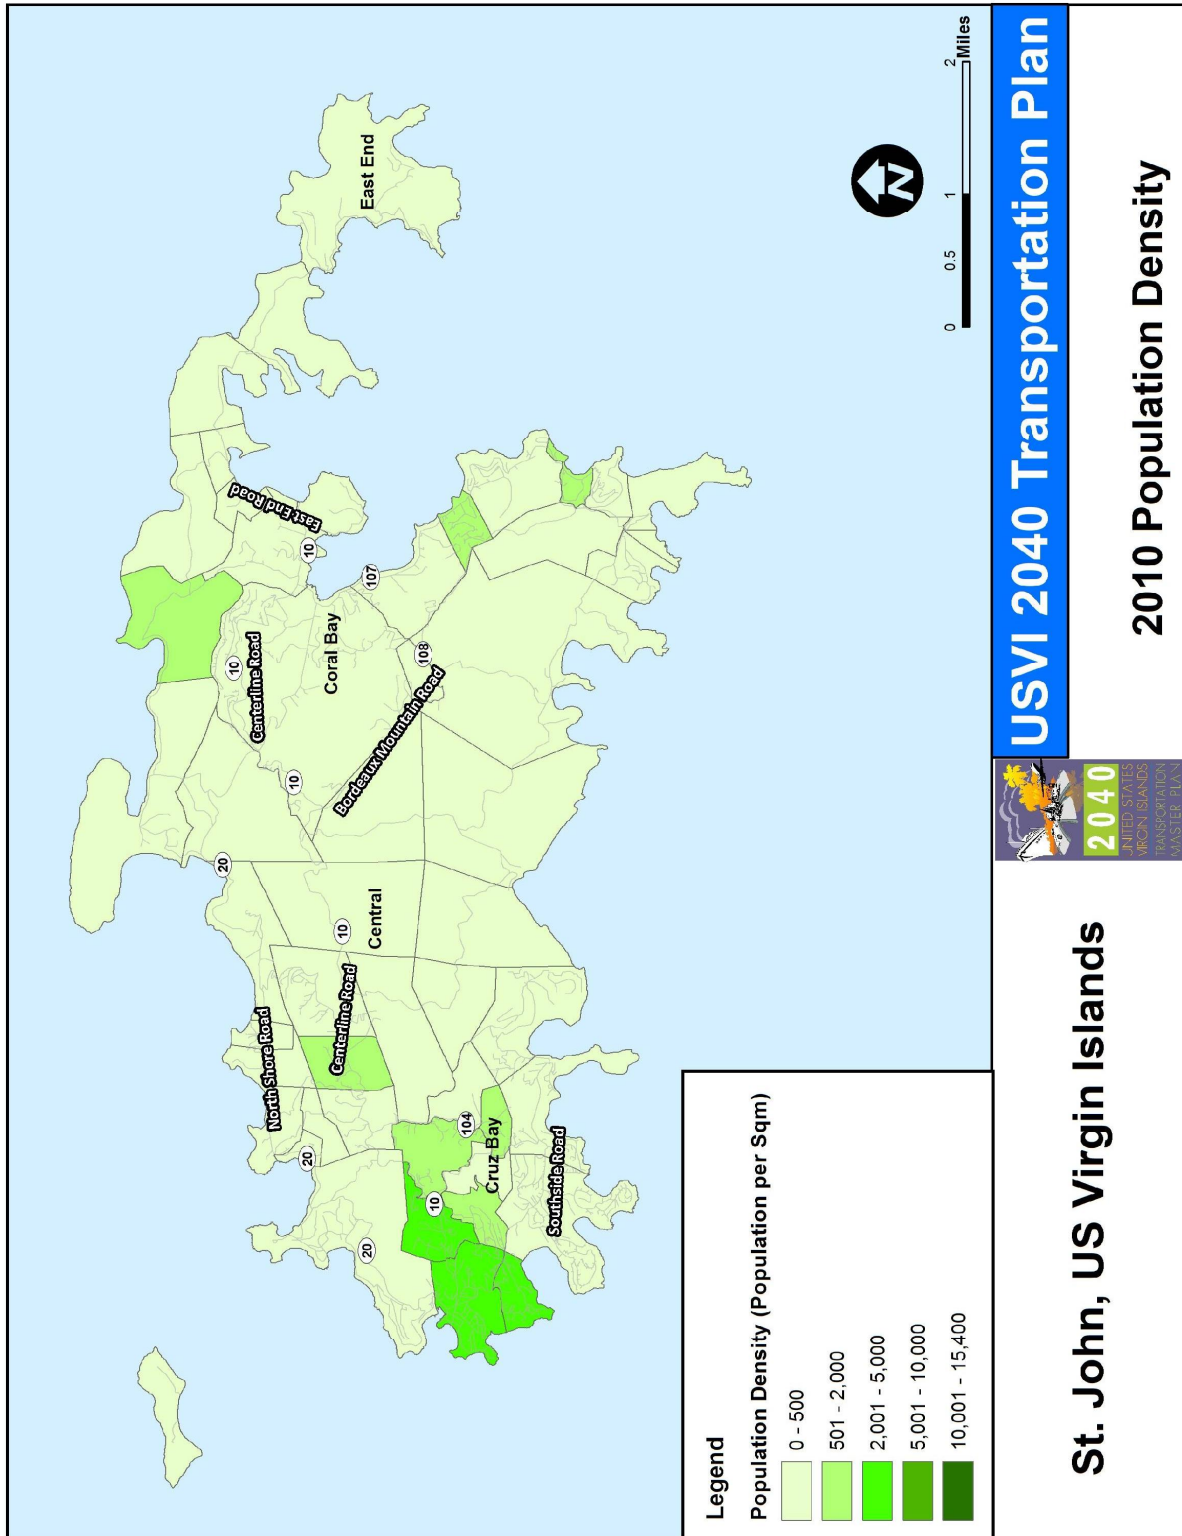 East End
East End Road
10
107
10
Centerline Road
Coral Bay
108
Bordeaux Mountain Road
10
20
10
Central
Centerline Road
North Shore Road
20
104
Cruz Bay
10
Southside Road
20
N
0
0.5
1
2
Miles
Legend
Population Density (Population per Sqm)
0 - 500
501 - 2,000
2,001 - 5,000
5,001 - 10,000
10,001 - 15,400
USVI 2040 Transportation Plan
St. John, US Virgin Islands
2040
UNITED STATES
VIRGIN ISLANDS
TRANSPORTATION
MASTER PLAN
2010 Population Density